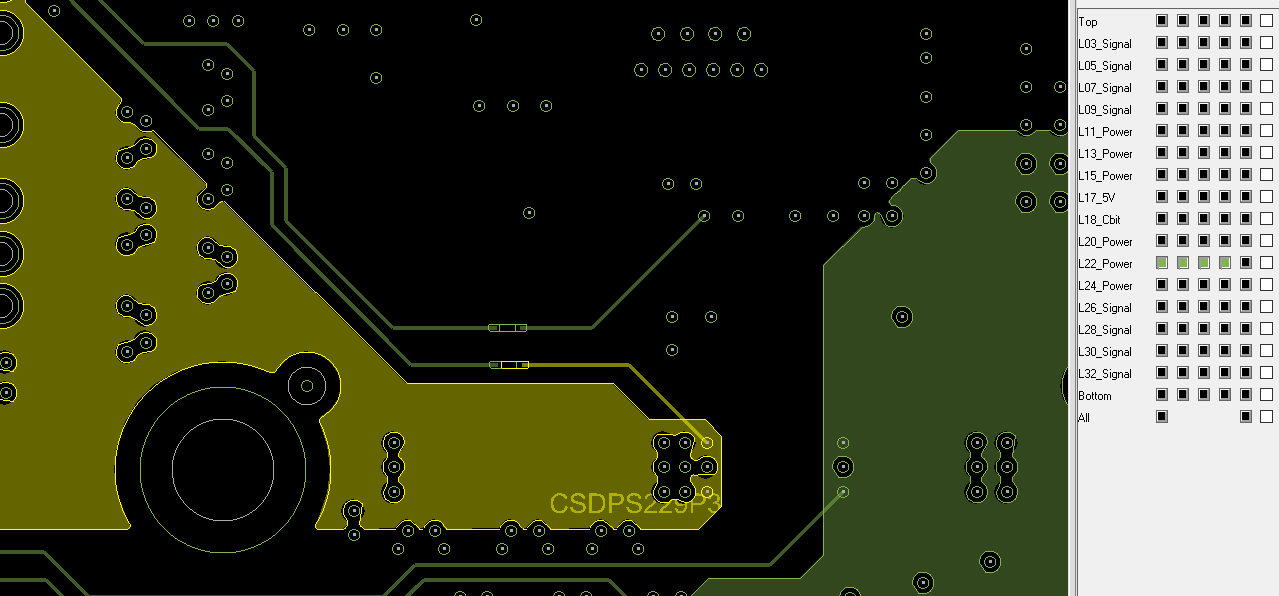 Top
L03_Signal
L05_Signal
L07_Signal
L09_Signal
L11_Power
L13_Power
L15_Power
L17_5V
L18_Cbit
L20_Power
L22_Power
L24_Power
L26_Signal
L28_Signal
L30_Signal
L32_Signal
Bottom
All
CSDPS229P3